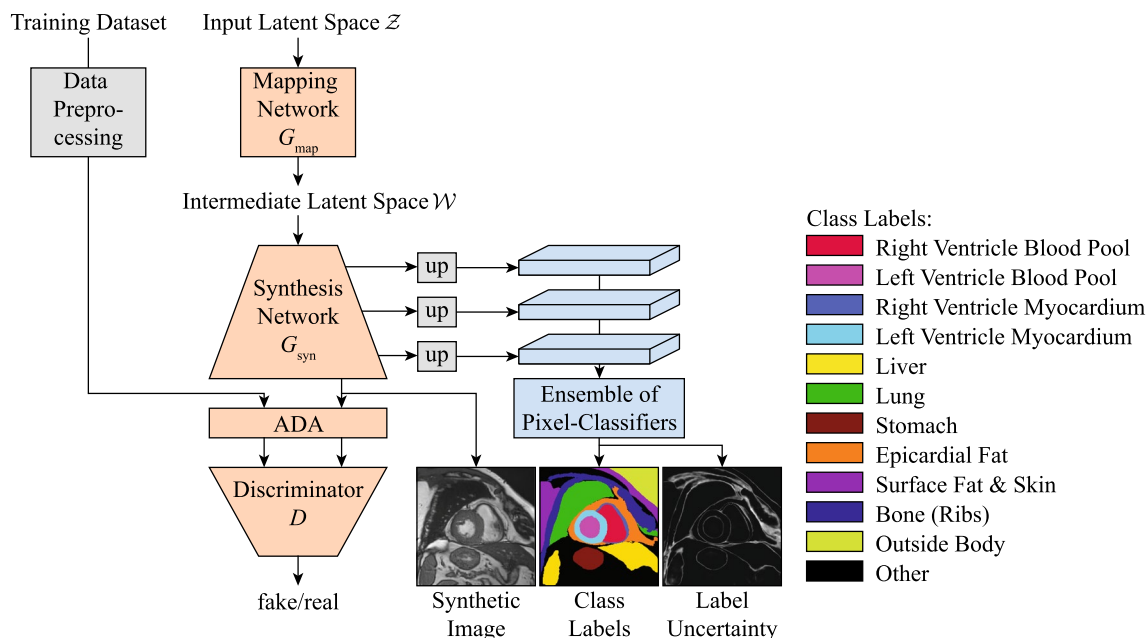 Training Dataset
Input Latent Space 𝒵
Data
Prepro-
cessing
Mapping
Network
G_map
Intermediate Latent Space 𝒲
Synthesis
Network
G_syn
up
up
up
Ensemble of
Pixel-Classifiers
ADA
Discriminator
D
fake/real
Synthetic
Image
Class
Labels
Label
Uncertainty
Class Labels:
Right Ventricle Blood Pool
Left Ventricle Blood Pool
Right Ventricle Myocardium
Left Ventricle Myocardium
Liver
Lung
Stomach
Epicardial Fat
Surface Fat & Skin
Bone (Ribs)
Outside Body
Other